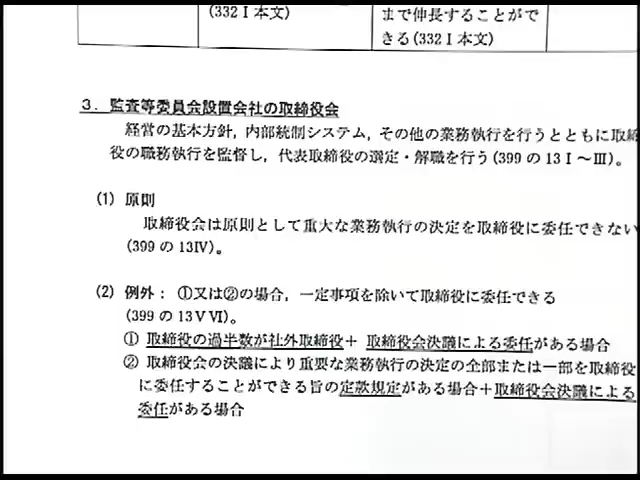 (332Ⅰ本文)
まで伸長することがで
きる(332Ⅰ本文)
3．監査等委員会設置会社の取締役会
経営の基本方針，内部統制システム，その他の業務執行を行うとともに取締
役の職務執行を監督し，代表取締役の選定・解職を行う(399の13Ⅰ～Ⅲ)。
(1) 原則
取締役会は原則として重大な業務執行の決定を取締役に委任できない
(399の13Ⅳ)。
(2) 例外：①又は②の場合，一定事項を除いて取締役に委任できる
(399の13ⅤⅥ)。
① 取締役の過半数が社外取締役＋ 取締役会決議による委任がある場合
② 取締役会の決議により重要な業務執行の決定の全部または一部を取締役
に委任することができる旨の定款規定がある場合＋取締役会決議による
委任がある場合